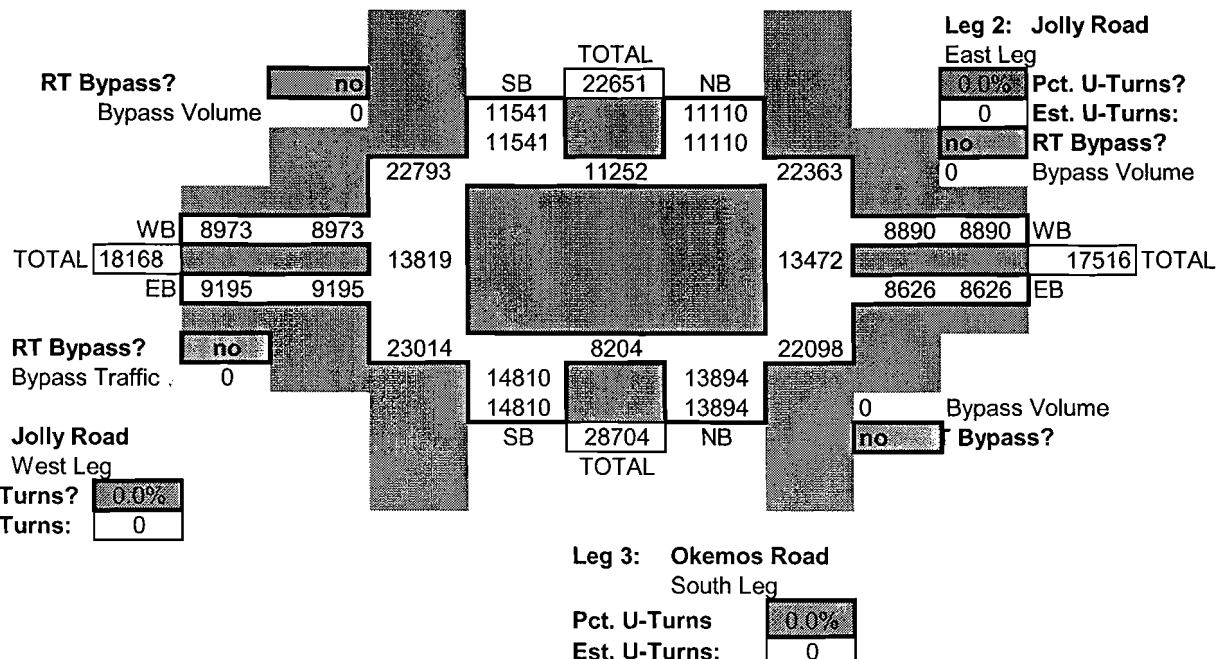 Leg 2: Jolly Road
TOTAL East Leg
RT Bypass? no SB 22651 NB 0.0% Pct. U-Turns?
Bypass Volume 0 11541 11110 0 Est. U-Turns:
11541 11110 no RT Bypass?
22793 11252 22363 0 Bypass Volume
WB 8973 8973 8890 8890 WB
TOTAL 18168 13819 13472 17516 TOTAL
EB 9195 9195 8626 8626 EB
RT Bypass? no 23014 8204 22098
Bypass Traffic 0 14810 13894
14810 13894 0 Bypass Volume
Jolly Road SB 28704 NB no Bypass?
West Leg TOTAL
Turns? 0.0%
Turns: 0
Leg 3: Okemos Road
South Leg
Pct. U-Turns 0.0%
Est. U-Turns: 0